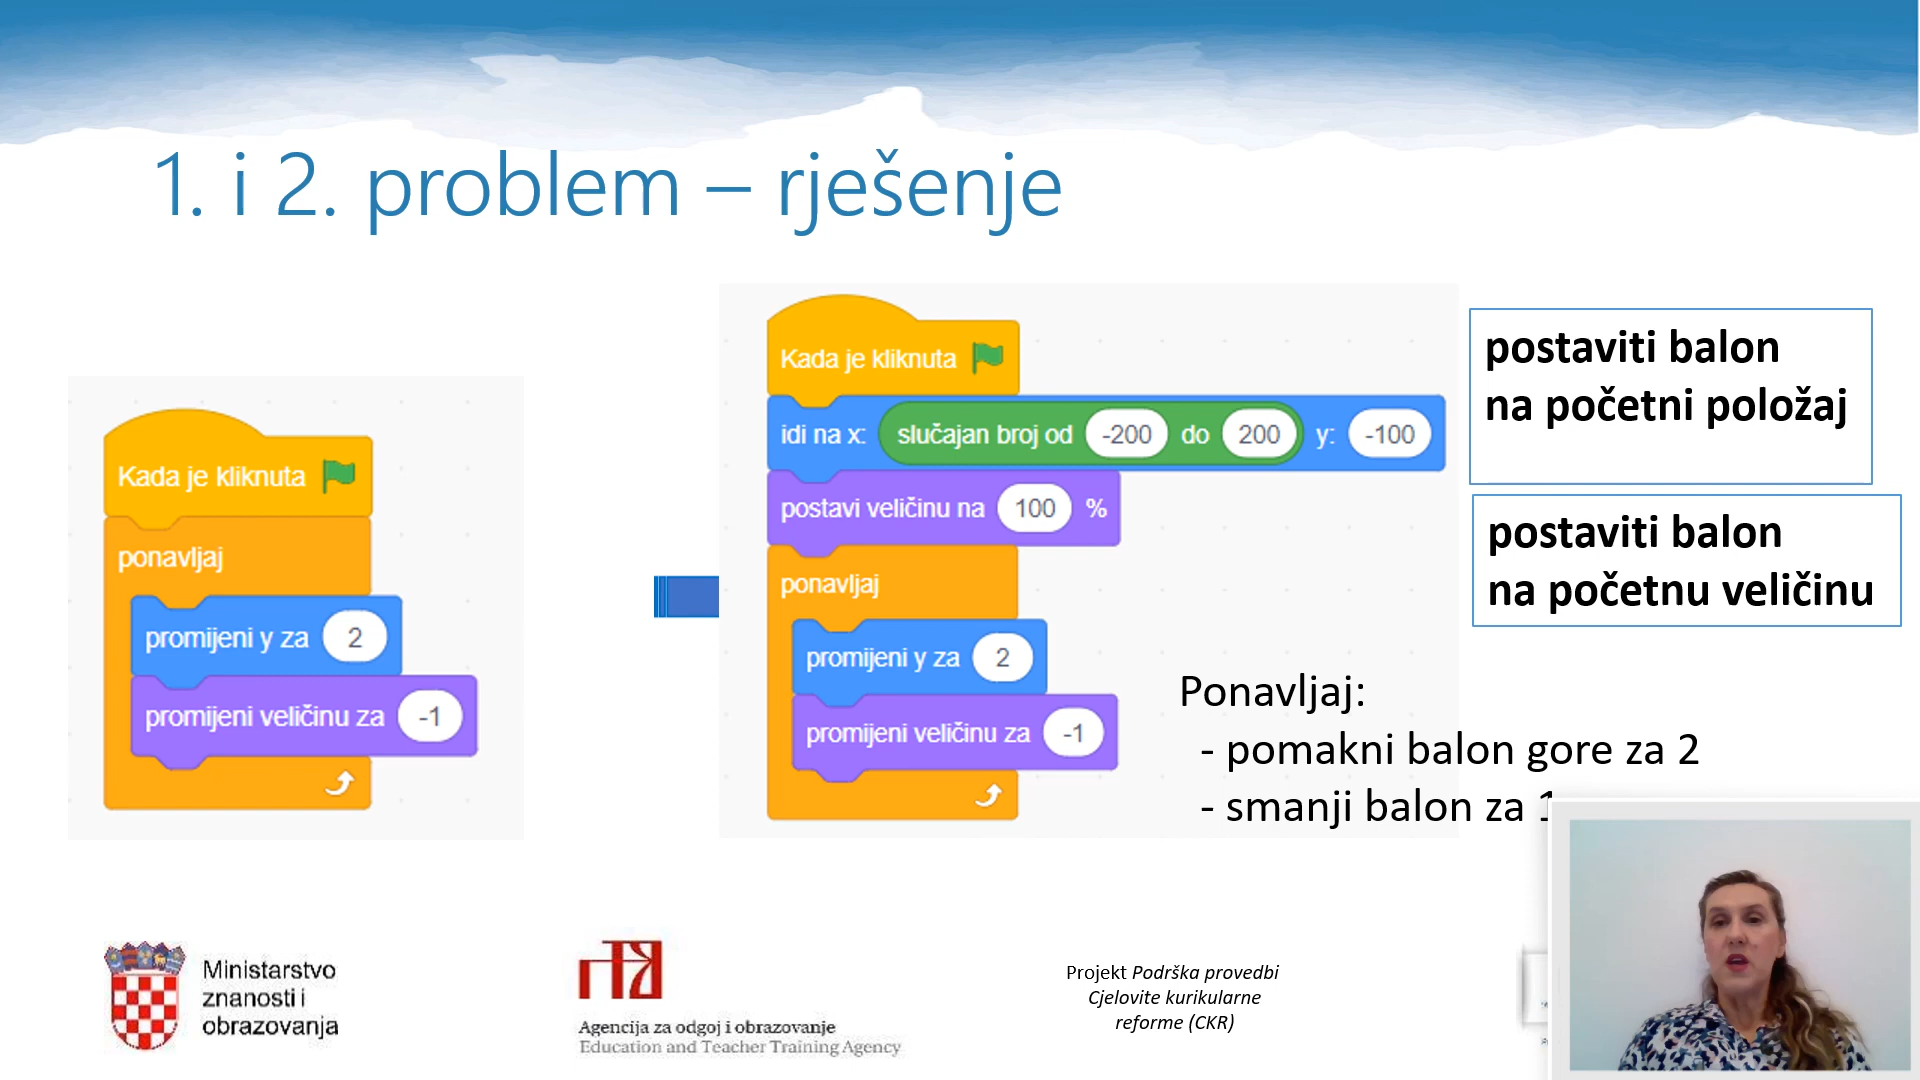 1. i 2. problem – rješenje
Kada je kliknuta
ponavljaj
promijeni y za 2
promijeni veličinu za -1
Kada je kliknuta
idi na x: slučajan broj od -200 do 200 y: -100
postavi veličinu na 100 %
ponavljaj
promijeni y za 2
promijeni veličinu za -1
postaviti balon
na početni položaj
postaviti balon
na početnu veličinu
Ponavljaj:
- pomakni balon gore za 2
- smanji balon za 1
Ministarstvo
znanosti i
obrazovanja
Agencija za odgoj i obrazovanje
Education and Teacher Training Agency
Projekt Podrška provedbi
Cjelovite kurikularne
reforme (CKR)